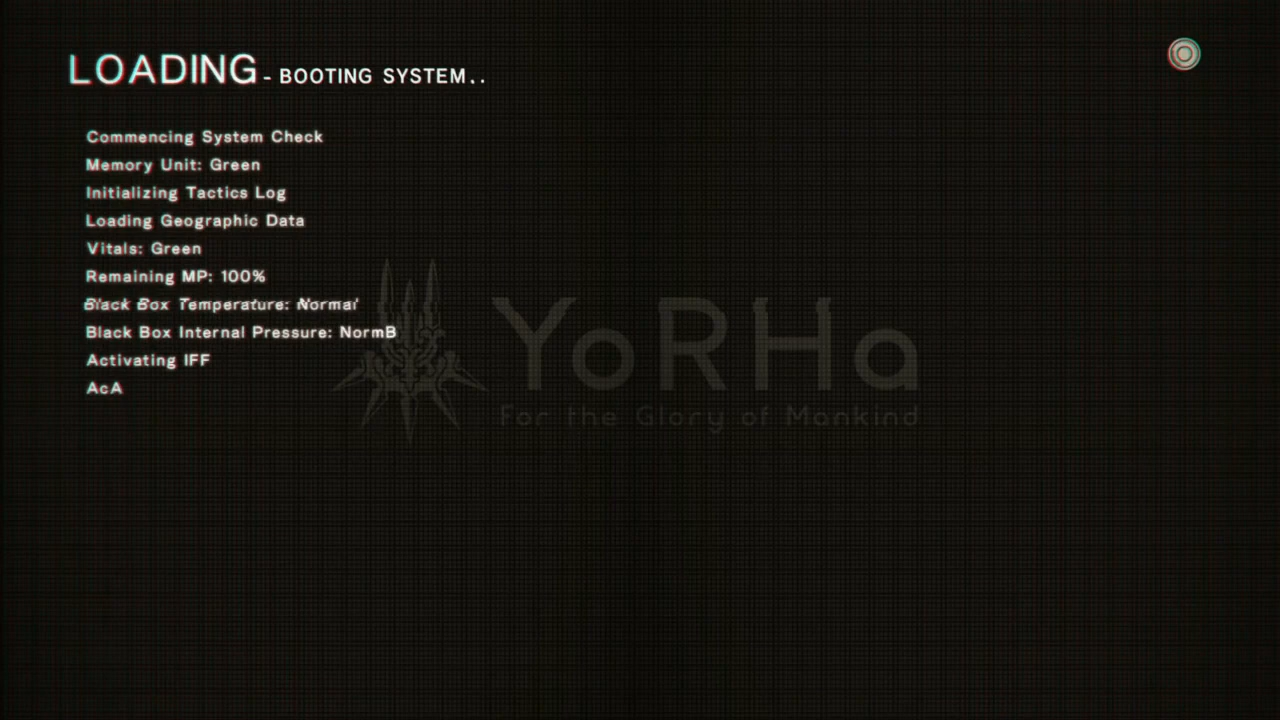 LOADING - BOOTING SYSTEM..
Commencing System Check
Memory Unit: Green
Initializing Tactics Log
Loading Geographic Data
Vitals: Green
Remaining MP: 100%
Black Box Temperature: Normal
Black Box Internal Pressure: NormB
Activating IFF
AcA
YoRHa
For the Glory of Mankind